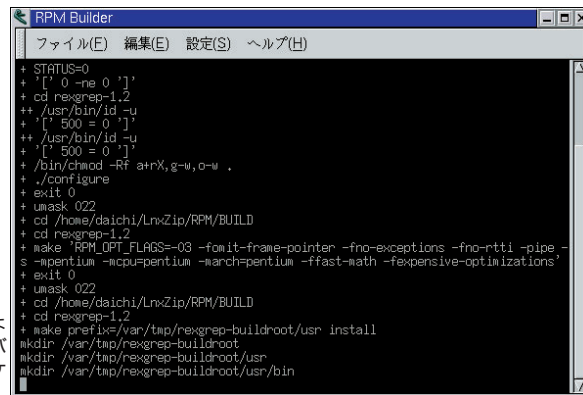 RPM Builder
ファイル(F) 編集(E) 設定(S) ヘルプ(H)
+ STATUS=0
+ '[' 0 -ne 0 ']'
+ cd rexgrep-1.2
++ /usr/bin/id -u
+ '[' 500 = 0 ']'
++ /usr/bin/id -u
+ '[' 500 = 0 ']'
+ /bin/chmod -Rf a+rX,g-w,o-w .
+ ./configure
+ exit 0
+ umask 022
+ cd /home/daichi/LnxZip/RPM/BUILD
+ cd rexgrep-1.2
+ make 'RPM_OPT_FLAGS=-O3 -fomit-frame-pointer -fno-exceptions -fno-rtti -pipe -
s -mpentium -mcpu=pentium -march=pentium -ffast-math -fexpensive-optimizations'
+ exit 0
+ umask 022
+ cd /home/daichi/LnxZip/RPM/BUILD
+ cd rexgrep-1.2
+ make prefix=/var/tmp/rexgrep-buildroot/usr install
mkdir /var/tmp/rexgrep-buildroot
mkdir /var/tmp/rexgrep-buildroot/usr
mkdir /var/tmp/rexgrep-buildroot/usr/bin